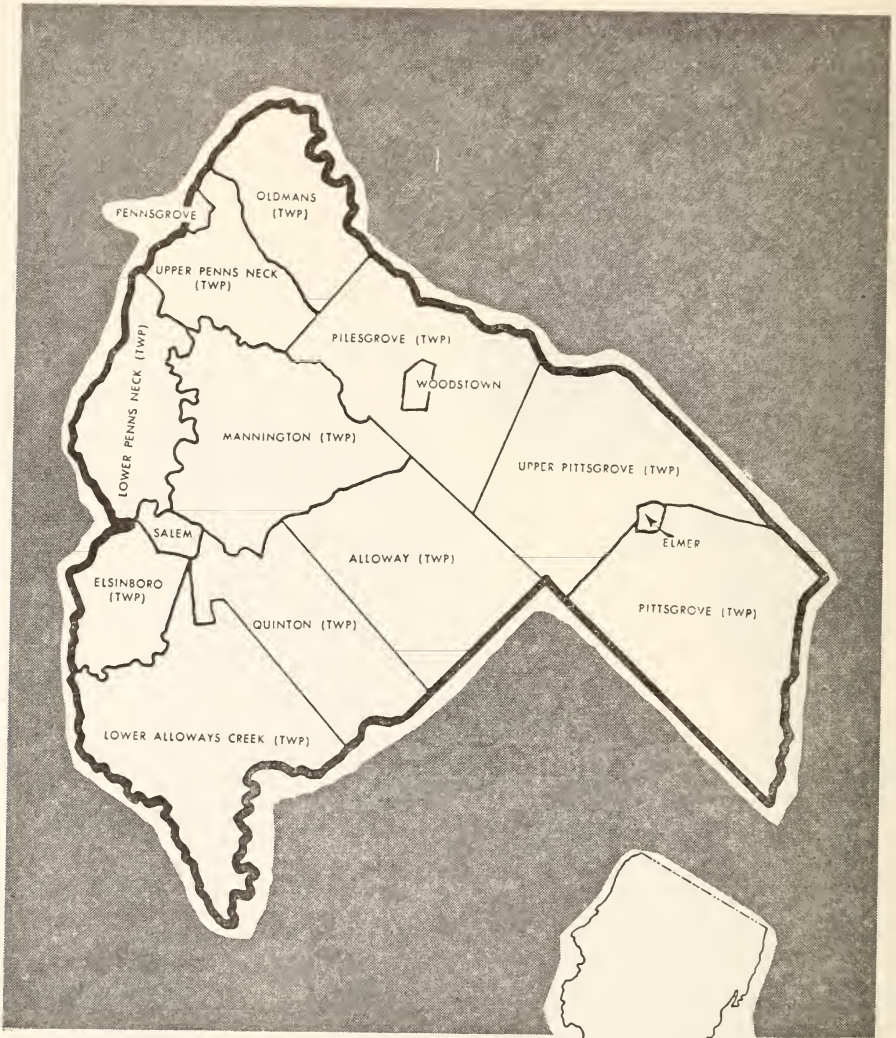 OLDMANS
(TWP)
PENNSGROVE
UPPER PENNS NECK
(TWP)
PILESGROVE (TWP)
LOWER PENNS NECK (TWP)
WOODSTOWN
MANNINGTON (TWP)
UPPER PITTSGROVE (TWP)
SALEM
ELMER
ALLOWAY (TWP)
ELSINBORO
(TWP)
PITTSGROVE (TWP)
QUINTON (TWP)
LOWER ALLOWAYS CREEK (TWP)